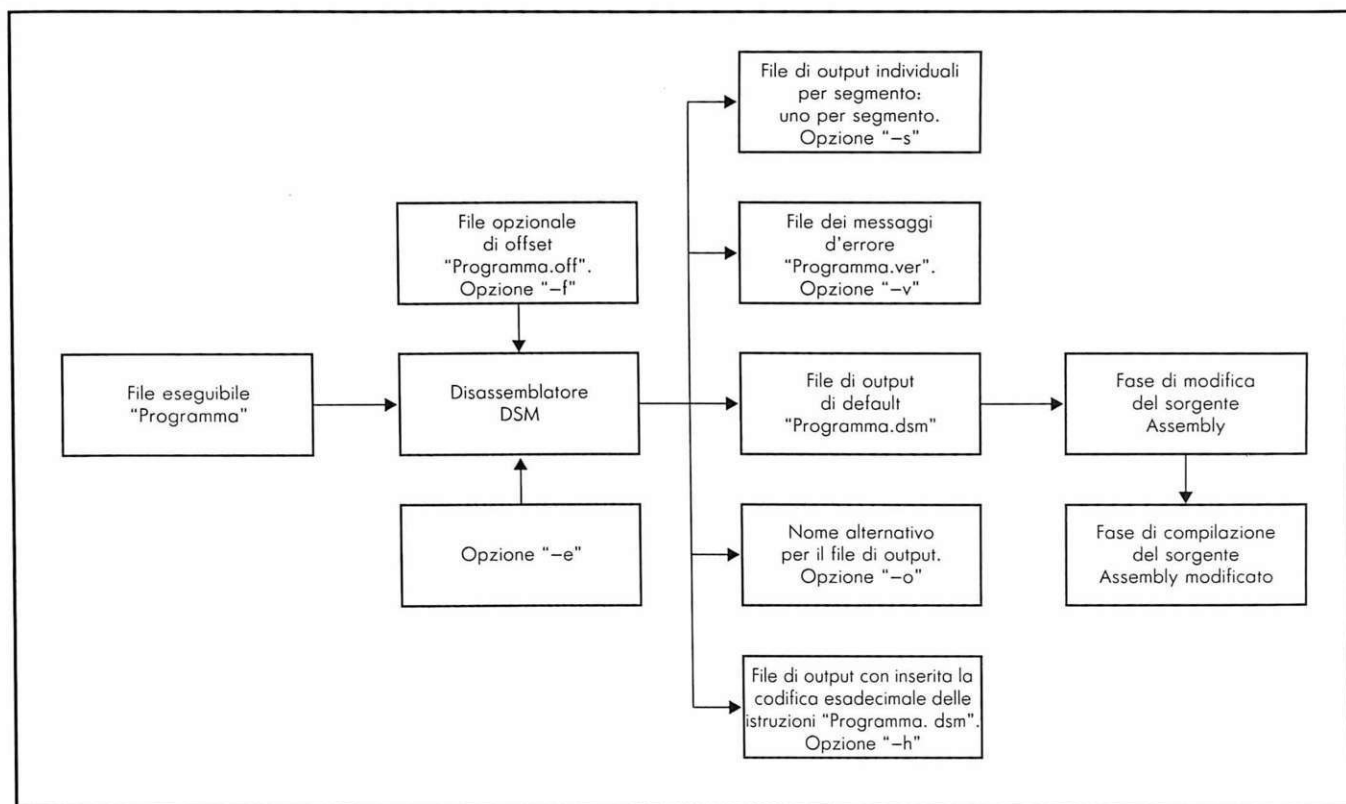 File di output individuali
per segmento:
uno per segmento.
Opzione “–s”
File opzionale
di offset
“Programma.off”.
Opzione “–f”
File dei messaggi
d'errore
“Programma.ver”.
Opzione “–v”
File eseguibile
“Programma”
Disassemblatore
DSM
File di output
di default
“Programma.dsm”
Fase di modifica
del sorgente
Assembly
Opzione “–e”
Nome alternativo
per il file di output.
Opzione “–o”
Fase di compilazione
del sorgente
Assembly modificato
File di output con inserita la
codifica esadecimale delle
istruzioni “Programma. dsm”.
Opzione “–h”